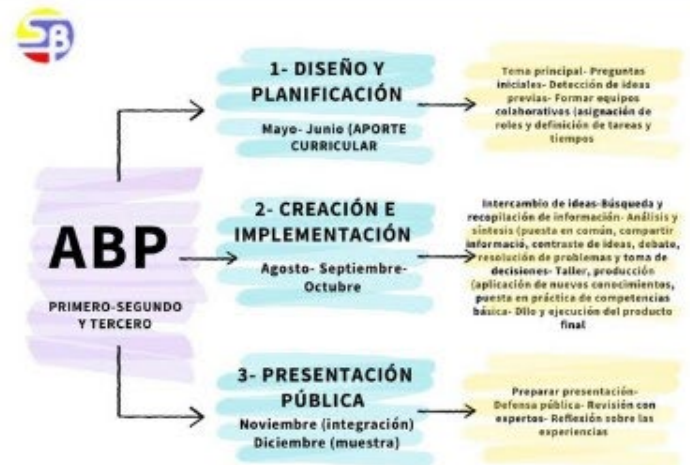 SB
1- DISEÑO Y
PLANIFICACIÓN
Mayo- Junio (APORTE
CURRICULAR
Tema principal- Preguntas
iniciales- Detección de ideas
previas- Formar equipos
colaborativos (asignación de
roles y definición de tareas y
tiempos
ABP
PRIMERO-SEGUNDO
Y TERCERO
2- CREACIÓN E
IMPLEMENTACIÓN
Agosto- Septiembre-
Octubre
Intercambio de ideas-Búsqueda y
recopilación de información- Análisis y
síntesis (puesta en común, compartir
informació, contraste de ideas, debate,
resolución de problemas y toma de
decisiones- Taller, producción
(aplicación de nuevos conocimientos,
puesta en práctica de competencias
básica- Dllo y ejecución del producto
final
3- PRESENTACIÓN
PÚBLICA
Noviembre (integración)
Diciembre (muestra)
Preparar presentación-
Defensa pública- Revisión con
expertos- Reflexión sobre las
experiencias